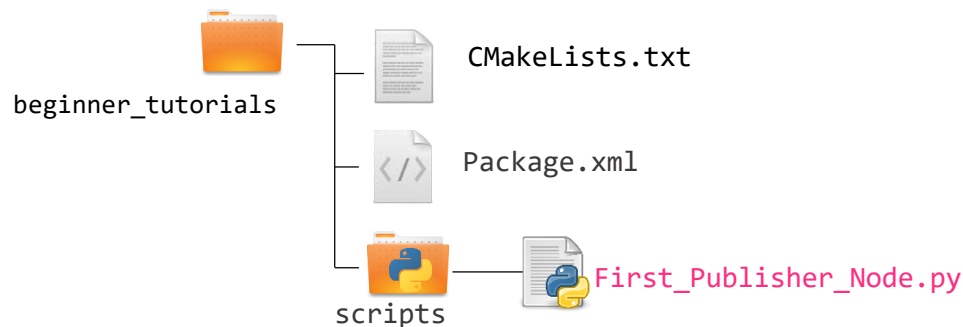 CMakeLists.txt
beginner_tutorials
Package.xml
First_Publisher_Node.py
scripts